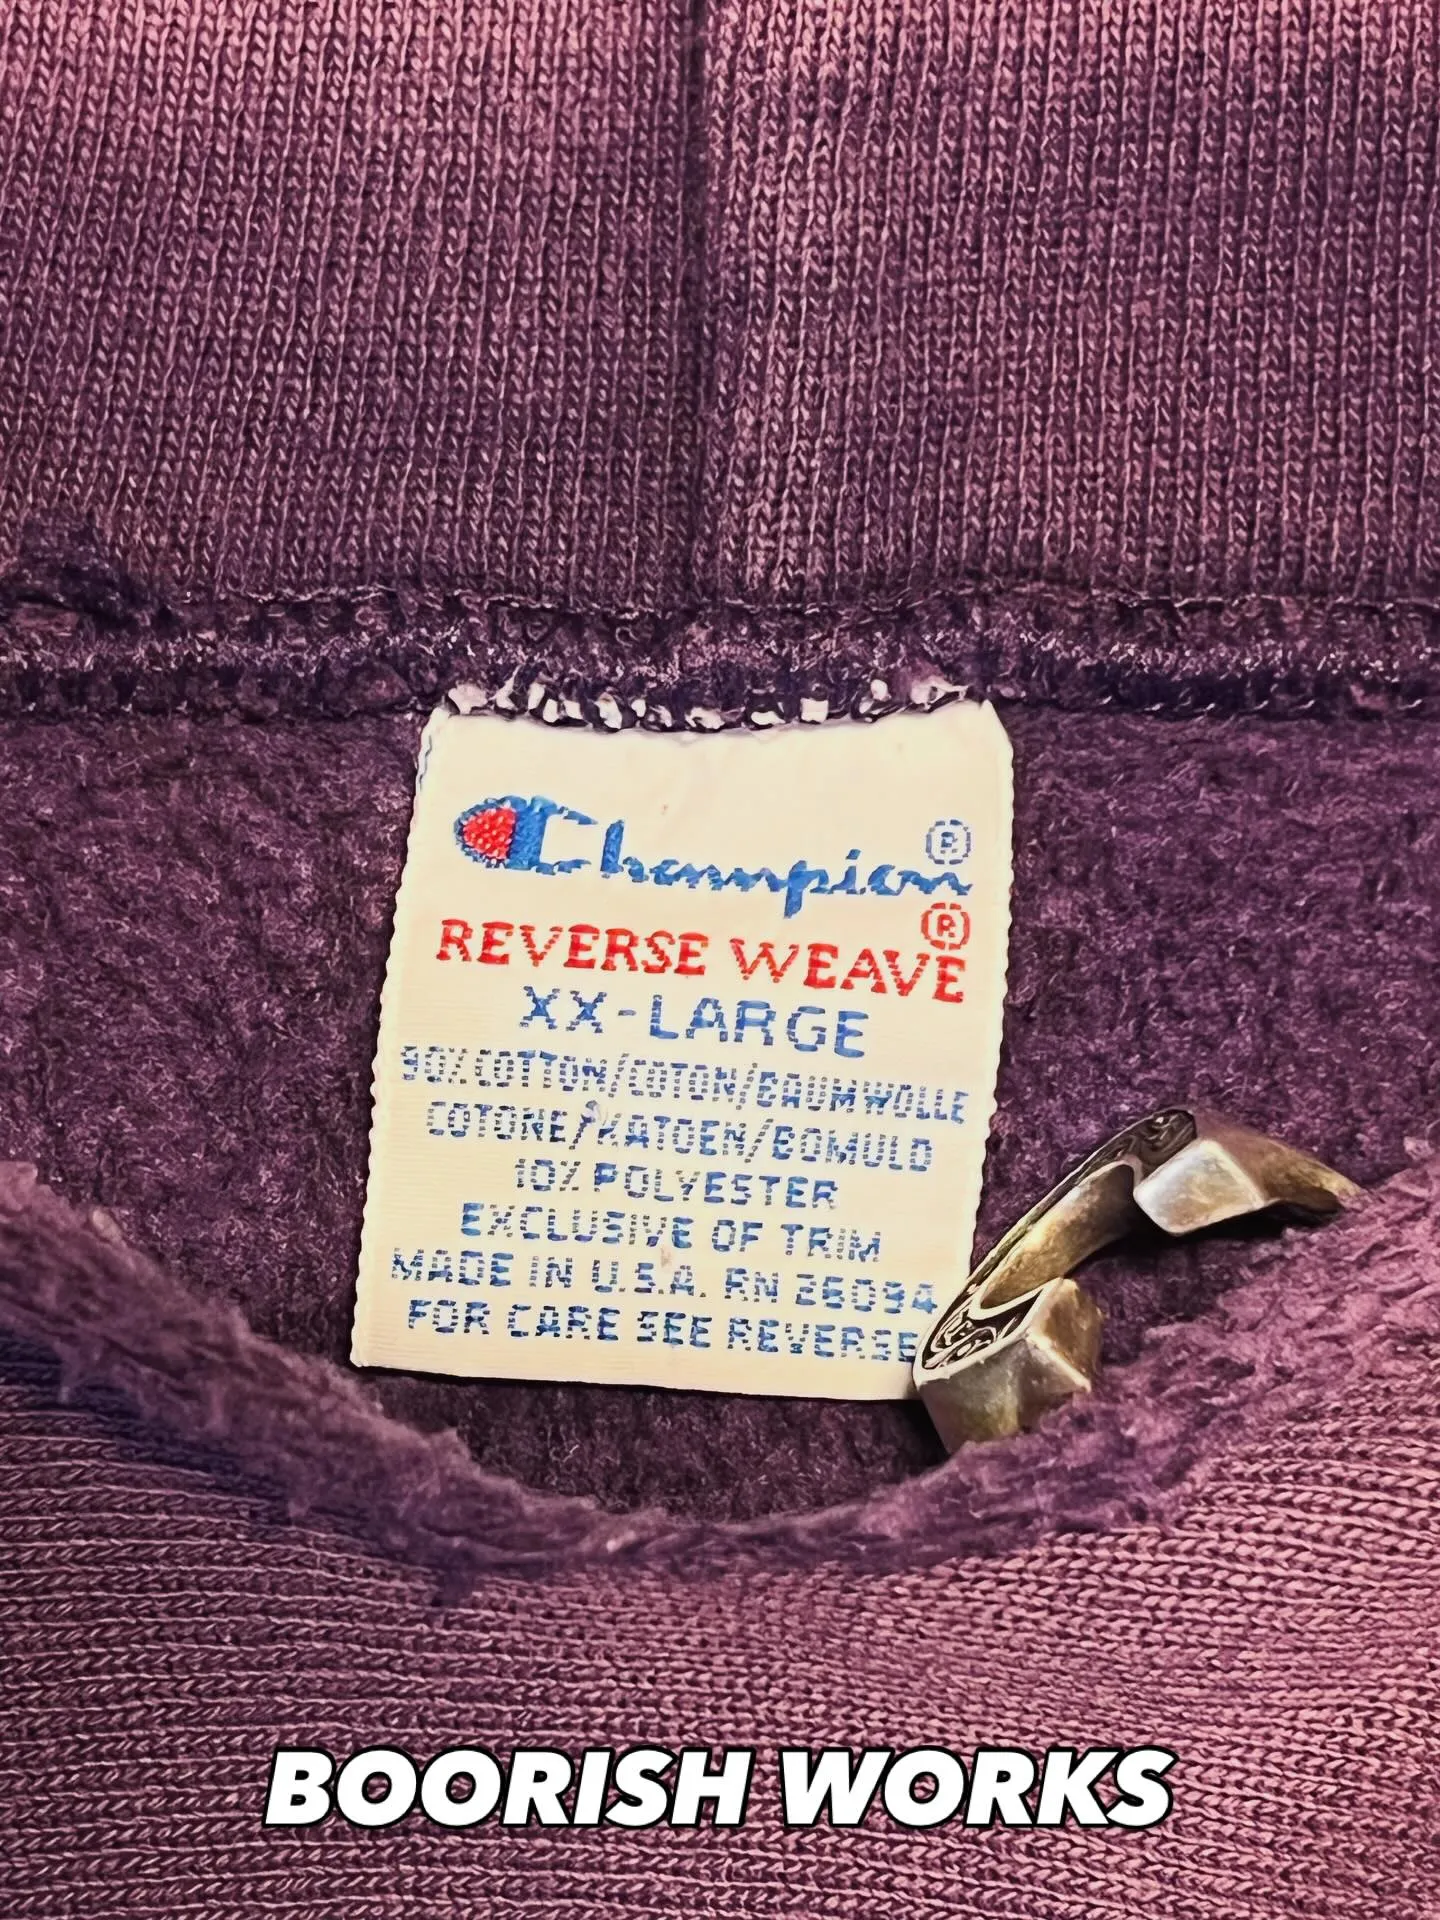 Champion®
REVERSE WEAVE®
XX-LARGE
90% COTTON/COTON/BAUMWOLLE
COTONE/KATOEN/BOMULD
10% POLYESTER
EXCLUSIVE OF TRIM
MADE IN U.S.A. RN 26094
FOR CARE SEE REVERSE
BOORISH WORKS